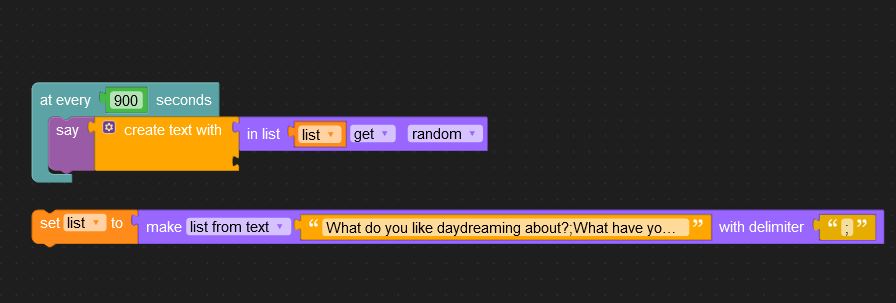 at every 900 seconds
say create text with in list list get random
set list to make list from text “ What do you like daydreaming about?;What have yo... ” with delimiter “ ; ”